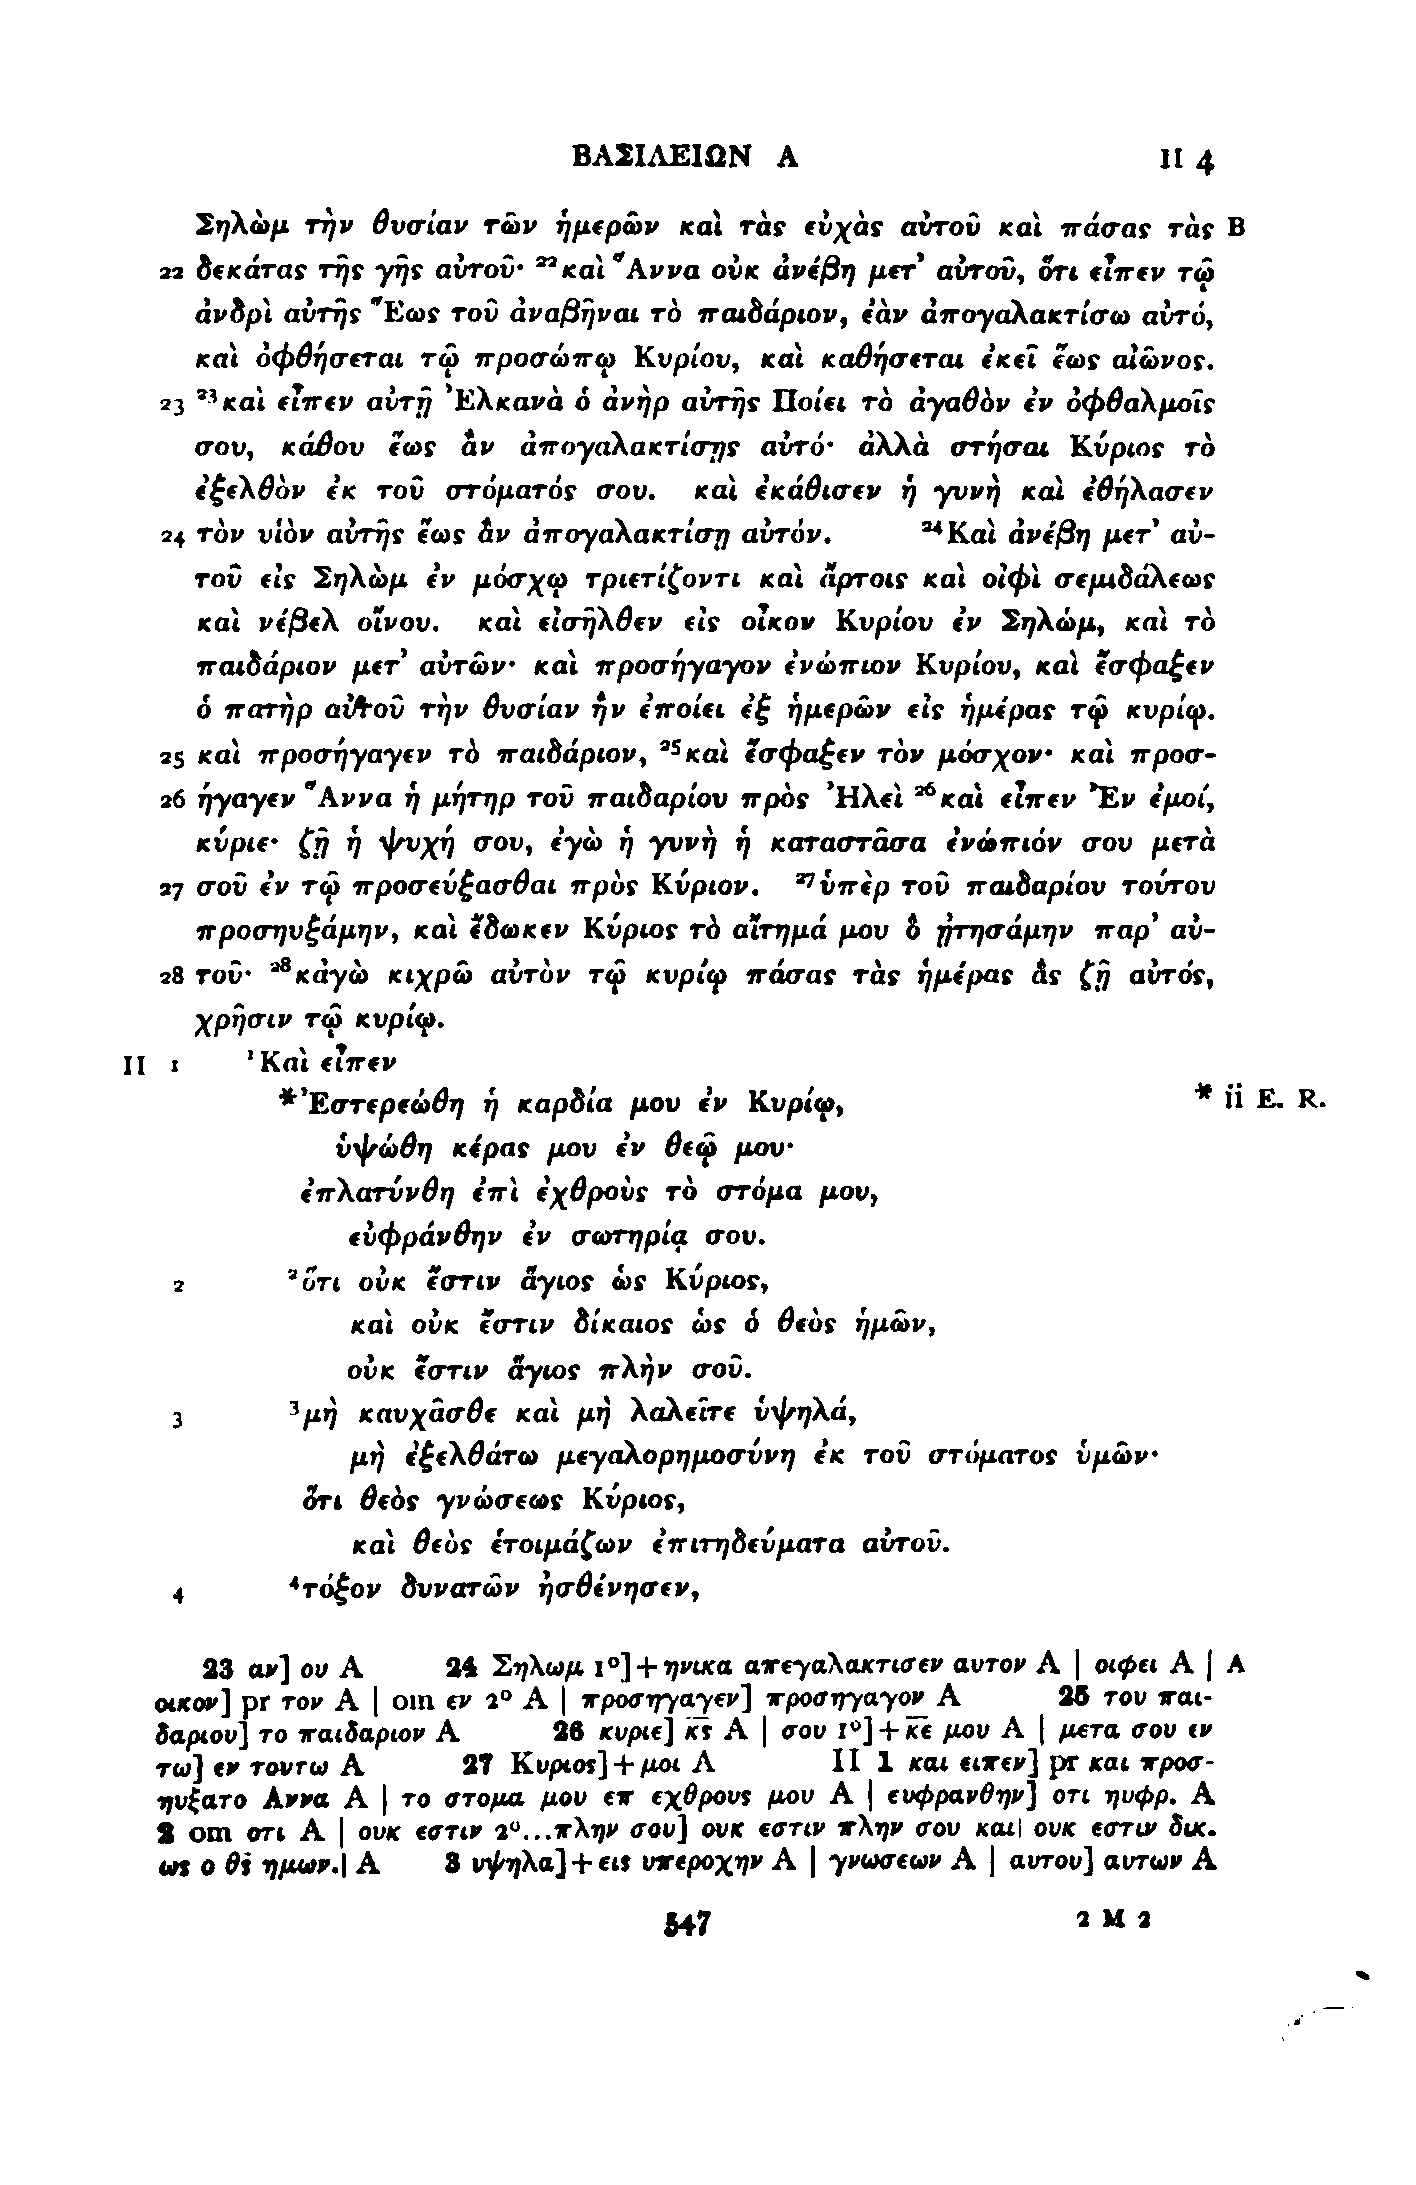 ΒΑΣΙΛΕΙΩΝ Α II 4
Σηλὼμ τὴν θυσίαν τῶν ἡμερῶν καὶ τὰς εὐχὰς αὐτοῦ καὶ πάσας τὰς B
22 δεκάτας τῆς γῆς αὐτοῦ· ²²καὶ Ἅννα οὐκ ἀνέβη μετ’ αὐτοῦ, ὅτι εἶπεν τῷ
ἀνδρὶ αὐτῆς Ἕως τοῦ ἀναβῆναι τὸ παιδάριον, ἐὰν ἀπογαλακτίσω αὐτό,
καὶ ὀφθήσεται τῷ προσώπῳ Κυρίου, καὶ καθήσεται ἐκεῖ ἕως αἰῶνος.
23 ²³καὶ εἶπεν αὐτῇ Ἐλκανὰ ὁ ἀνὴρ αὐτῆς Ποίει τὸ ἀγαθὸν ἐν ὀφθαλμοῖς
σου, κάθου ἕως ἂν ἀπογαλακτίσῃς αὐτό· ἀλλὰ στήσαι Κύριος τὸ
ἐξελθὸν ἐκ τοῦ στόματός σου. καὶ ἐκάθισεν ἡ γυνὴ καὶ ἐθήλασεν
24 τὸν υἱὸν αὐτῆς ἕως ἂν ἀπογαλακτίσῃ αὐτόν. ²⁴Καὶ ἀνέβη μετ’ αὐ-
τοῦ εἰς Σηλὼμ ἐν μόσχῳ τριετίζοντι καὶ ἄρτοις καὶ οἰφὶ σεμιδάλεως
καὶ νέβελ οἴνου. καὶ εἰσῆλθεν εἰς οἶκον Κυρίου ἐν Σηλώμ, καὶ τὸ
παιδάριον μετ’ αὐτῶν· καὶ προσήγαγον ἐνώπιον Κυρίου, καὶ ἔσφαξεν
ὁ πατὴρ αὐτοῦ τὴν θυσίαν ἣν ἐποίει ἐξ ἡμερῶν εἰς ἡμέρας τῷ κυρίῳ.
25 καὶ προσήγαγεν τὸ παιδάριον, ²⁵καὶ ἔσφαξεν τὸν μόσχον· καὶ προσ-
26 ήγαγεν Ἅννα ἡ μήτηρ τοῦ παιδαρίου πρὸς Ἡλεὶ ²⁶καὶ εἶπεν Ἐν ἐμοί,
κύριε· ζῇ ἡ ψυχή σου, ἐγὼ ἡ γυνὴ ἡ καταστᾶσα ἐνώπιόν σου μετὰ
27 σοῦ ἐν τῷ προσεύξασθαι πρὸς Κύριον. ²⁷ὑπὲρ τοῦ παιδαρίου τούτου
προσηυξάμην, καὶ ἔδωκεν Κύριος τὸ αἴτημά μου ὃ ᾐτησάμην παρ’ αὐ-
28 τοῦ· ²⁸κἀγὼ κιχρῶ αὐτὸν τῷ κυρίῳ πάσας τὰς ἡμέρας ἃς ζῇ αὐτός,
χρῆσιν τῷ κυρίῳ.
II 1 ¹Καὶ εἶπεν
*Ἐστερεώθη ἡ καρδία μου ἐν Κυρίῳ, * ii E. R.
ὑψώθη κέρας μου ἐν θεῷ μου·
ἐπλατύνθη ἐπὶ ἐχθροὺς τὸ στόμα μου,
εὐφράνθην ἐν σωτηρίᾳ σου.
2 ²ὅτι οὐκ ἔστιν ἅγιος ὡς Κύριος,
καὶ οὐκ ἔστιν δίκαιος ὡς ὁ θεὸς ἡμῶν,
οὐκ ἔστιν ἅγιος πλὴν σοῦ.
3 ³μὴ καυχᾶσθε καὶ μὴ λαλεῖτε ὑψηλά,
μὴ ἐξελθάτω μεγαλορημοσύνη ἐκ τοῦ στόματος ὑμῶν·
ὅτι θεὸς γνώσεως Κύριος,
καὶ θεὸς ἑτοιμάζων ἐπιτηδεύματα αὐτοῦ.
4 ⁴τόξον δυνατῶν ἠσθένησεν,
23 αν] ου A 24 Σηλωμ 1°]+ηνικα απεγαλακτισεν αυτον A | οιφει A | A
οικον] pr τον A | om εν 2° A | προσηγαγεν] προσηγαγον A 25 του παι-
δαριου] το παιδαριον A 26 κυριε] κ̅ς̅ A | σου 1°]+κ̅ε̅ μου A | μετα σου εν
τω] εν τουτω A 27 Κυριος]+μοι A II 1 και ειπεν] pr και προσ-
ηυξατο Αννα A | το στομα μου επ εχθρους μου A | ευφρανθην] οτι ηυφρ. A
2 om οτι A | ουκ εστιν 2°...πλην σου] ουκ εστιν πλην σου και| ουκ εστιν δικ.
ως ο θ̅ς̅ ημων.| A 3 υψηλα]+εις υπεροχην A | γνωσεων A | αυτου] αυτων A
547 2 M 2